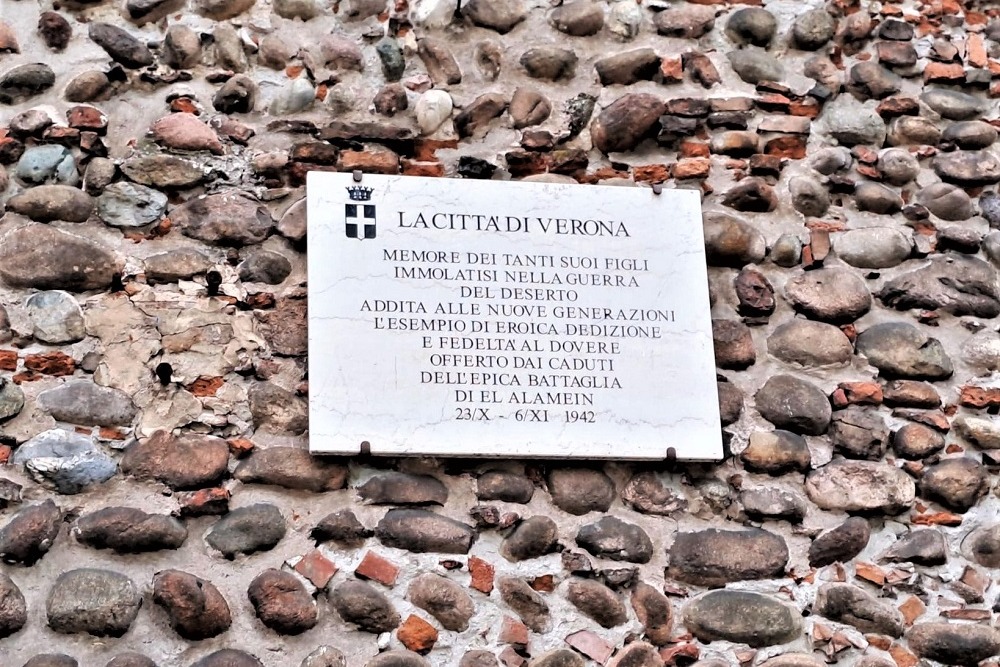 LA CITTÀ' DI VERONA
MEMORE DEI TANTI SUOI FIGLI
IMMOLATISI NELLA GUERRA
DEL DESERTO
ADDITA ALLE NUOVE GENERAZIONI
L'ESEMPIO DI EROICA DEDIZIONE
E FEDELTA' AL DOVERE
OFFERTO DAI CADUTI
DELL'EPICA BATTAGLIA
DI EL ALAMEIN
23/X - 6/XI 1942